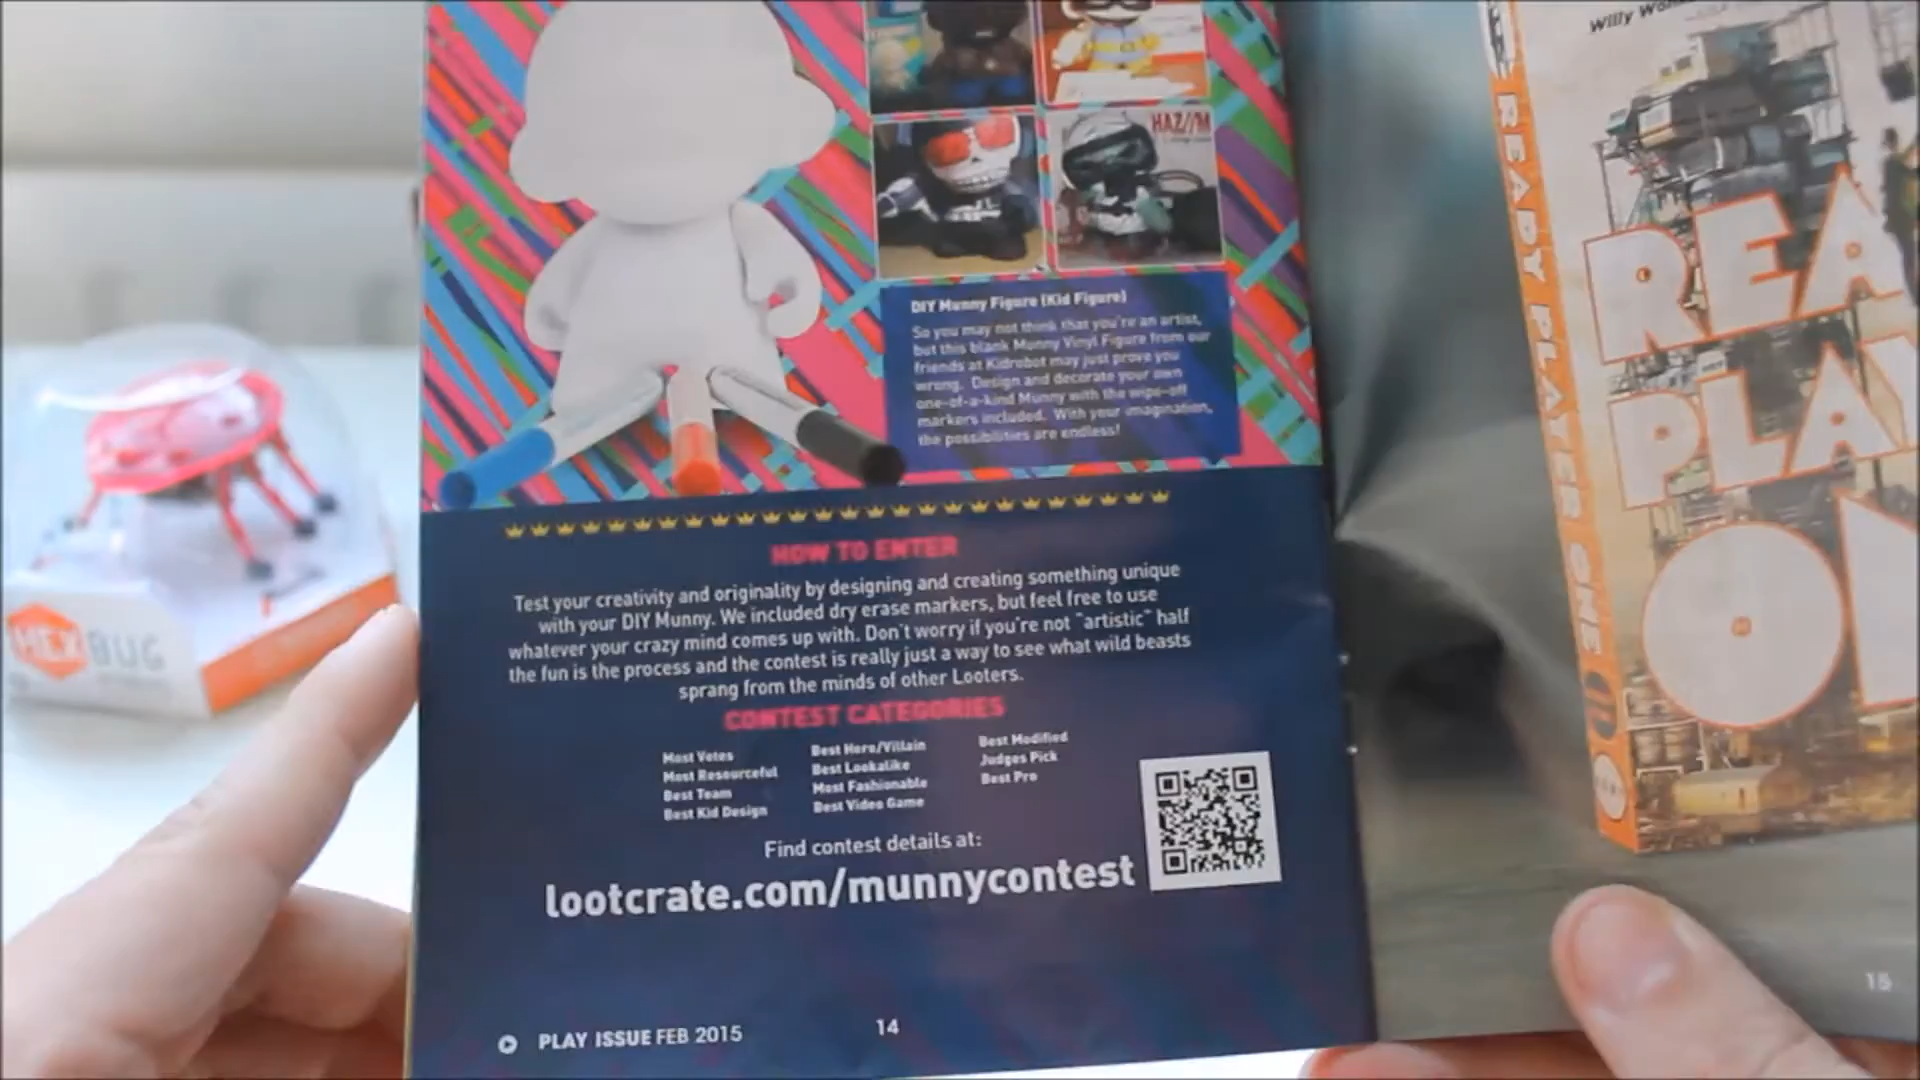 HAZ//M
DIY Munny Figure (Kid Figure)
So you may not think that you're an artist,
but this blank Munny Vinyl Figure from our
friends at Kidrobot may just prove you
wrong. Design and decorate your own
one-of-a-kind Munny with the wipe-off
markers included. With your imagination,
the possibilities are endless!
HOW TO ENTER
Test your creativity and originality by designing and creating something unique
with your DIY Munny. We included dry erase markers, but feel free to use
whatever your crazy mind comes up with. Don't worry if you're not "artistic" half
the fun is the process and the contest is really just a way to see what wild beasts
sprang from the minds of other Looters.
CONTEST CATEGORIES
Most Votes
Most Resourceful
Best Team
Best Kid Design
Best Hero/Villain
Best Lookalike
Most Fashionable
Best Video Game
Best Modified
Judges Pick
Best Pro
Find contest details at:
lootcrate.com/munnycontest
PLAY ISSUE FEB 2015
14
HEXBUG
Willy
READY PLAYER ONE
REA
PLAY
ON
15